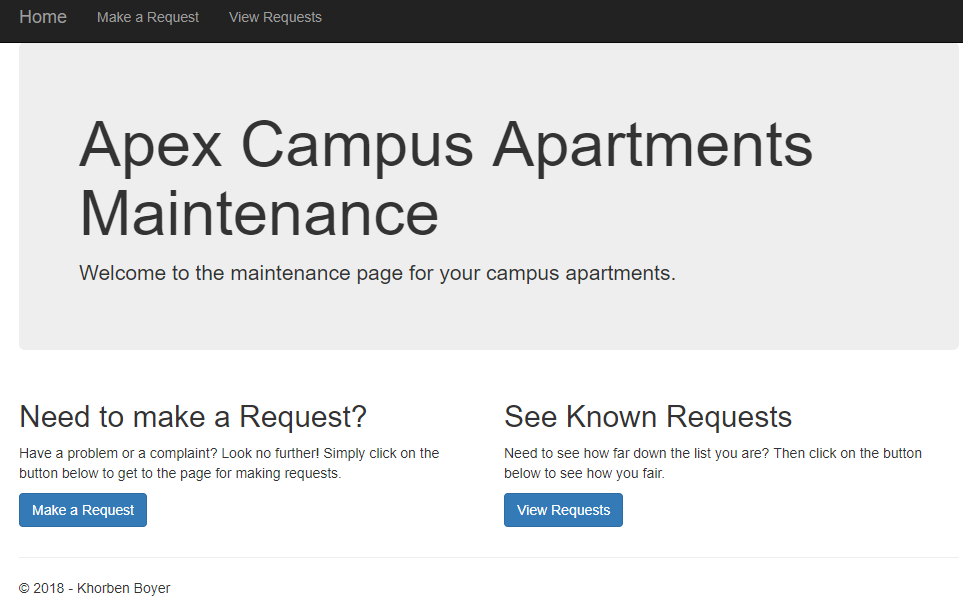 Home Make a Request View Requests
Apex Campus Apartments
Maintenance
Welcome to the maintenance page for your campus apartments.
Need to make a Request?
Have a problem or a complaint? Look no further! Simply click on the
button below to get to the page for making requests.
Make a Request
See Known Requests
Need to see how far down the list you are? Then click on the button
below to see how you fair.
View Requests
© 2018 - Khorben Boyer